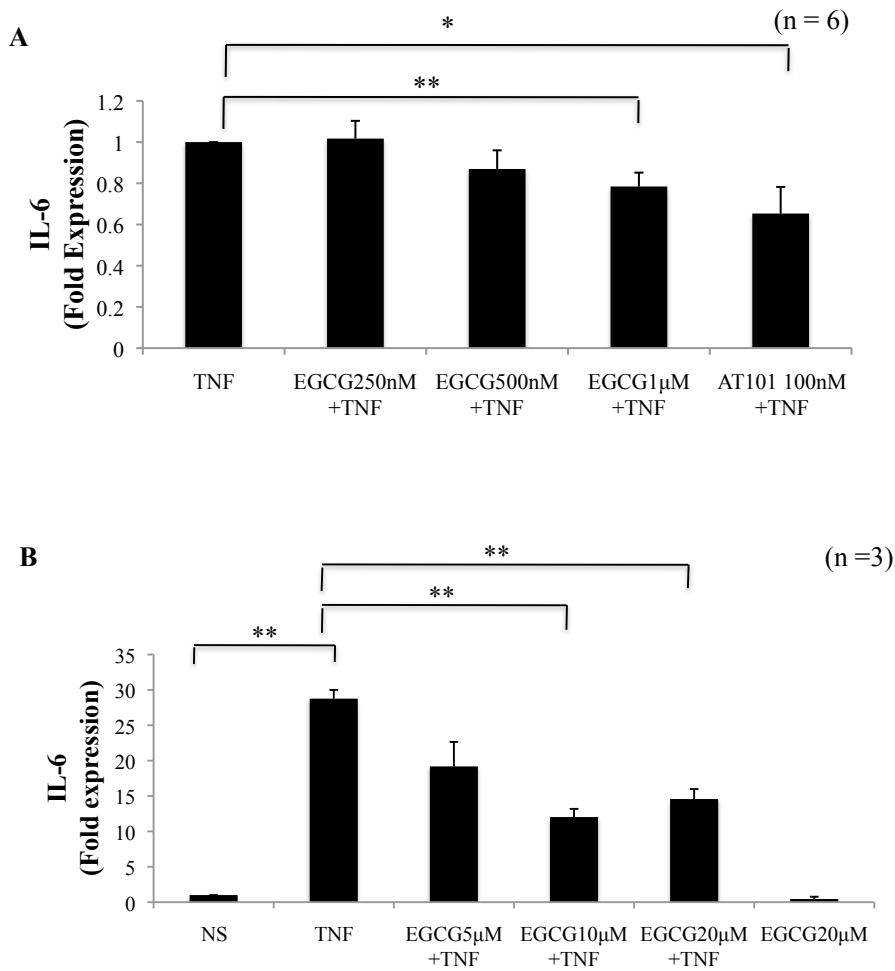 A
(n = 6)
*
**
IL-6
(Fold Expression)
1.2
1
0.8
0.6
0.4
0.2
0
TNF
EGCG250nM
+TNF
EGCG500nM
+TNF
EGCG1μM
+TNF
AT101 100nM
+TNF
B
(n =3)
**
**
**
IL-6
(Fold expression)
35
30
25
20
15
10
5
0
NS
TNF
EGCG5μM
+TNF
EGCG10μM
+TNF
EGCG20μM
+TNF
EGCG20μM